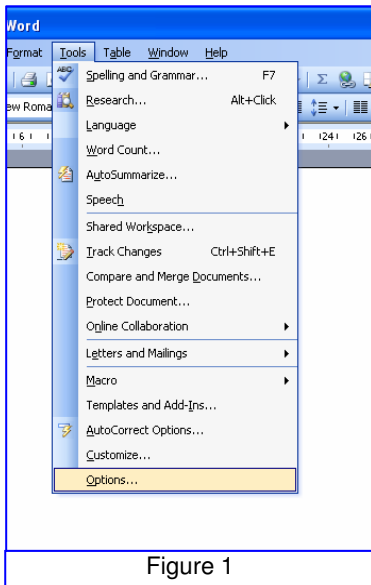 Word
Format Tools Table Window Help
ew Roma
Spelling and Grammar... F7
Research... Alt+Click
Language
Word Count...
AutoSummarize...
Speech
Shared Workspace...
Track Changes Ctrl+Shift+E
Compare and Merge Documents...
Protect Document...
Online Collaboration
Letters and Mailings
Macro
Templates and Add-Ins...
AutoCorrect Options...
Customize...
Options...
Figure 1